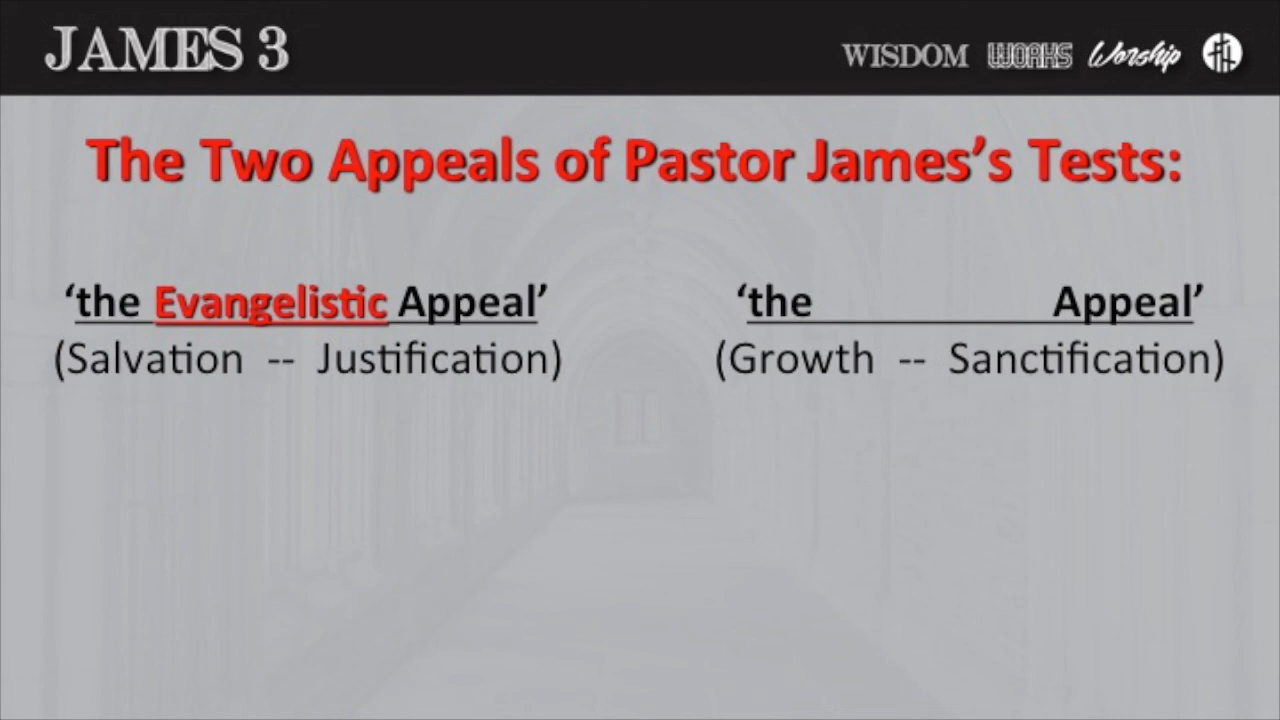 JAMES 3
WISDOM WORKS Worship
The Two Appeals of Pastor James’s Tests:
‘the Evangelistic Appeal’
(Salvation -- Justification)
‘the Appeal’
(Growth -- Sanctification)